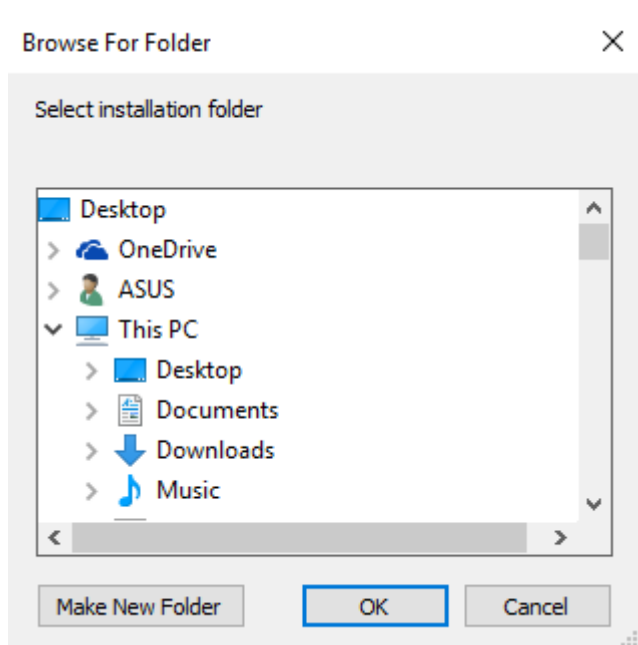 Browse For Folder
Select installation folder
Desktop
OneDrive
ASUS
This PC
Desktop
Documents
Downloads
Music
Make New Folder
OK
Cancel